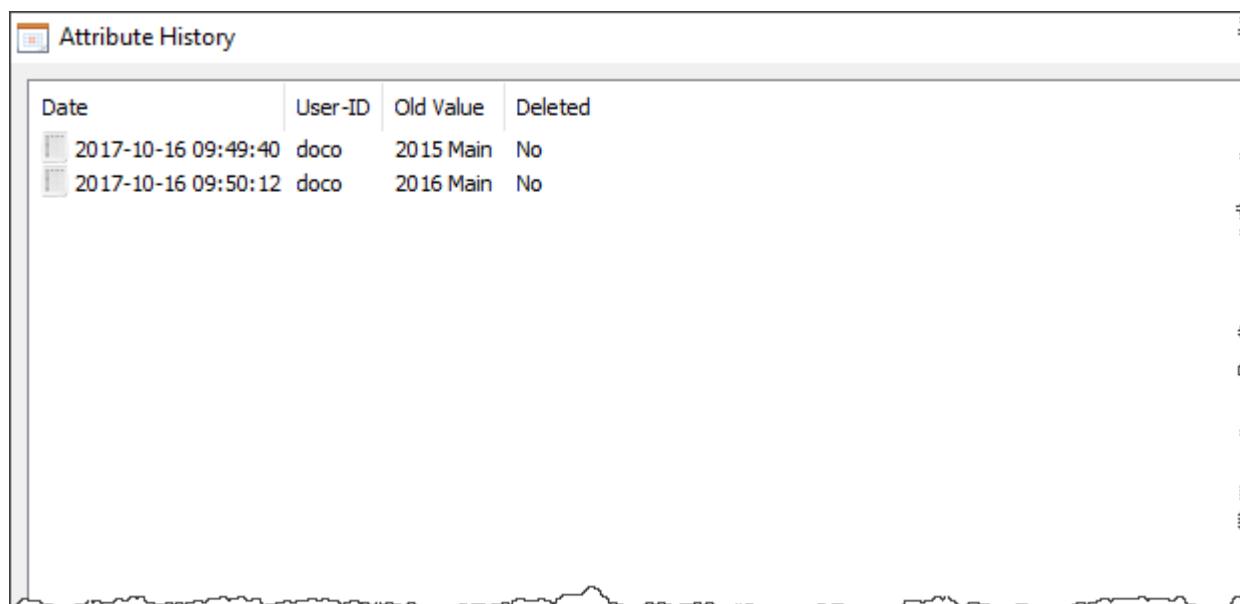 Attribute History
Date User-ID Old Value Deleted
2017-10-16 09:49:40 doco 2015 Main No
2017-10-16 09:50:12 doco 2016 Main No